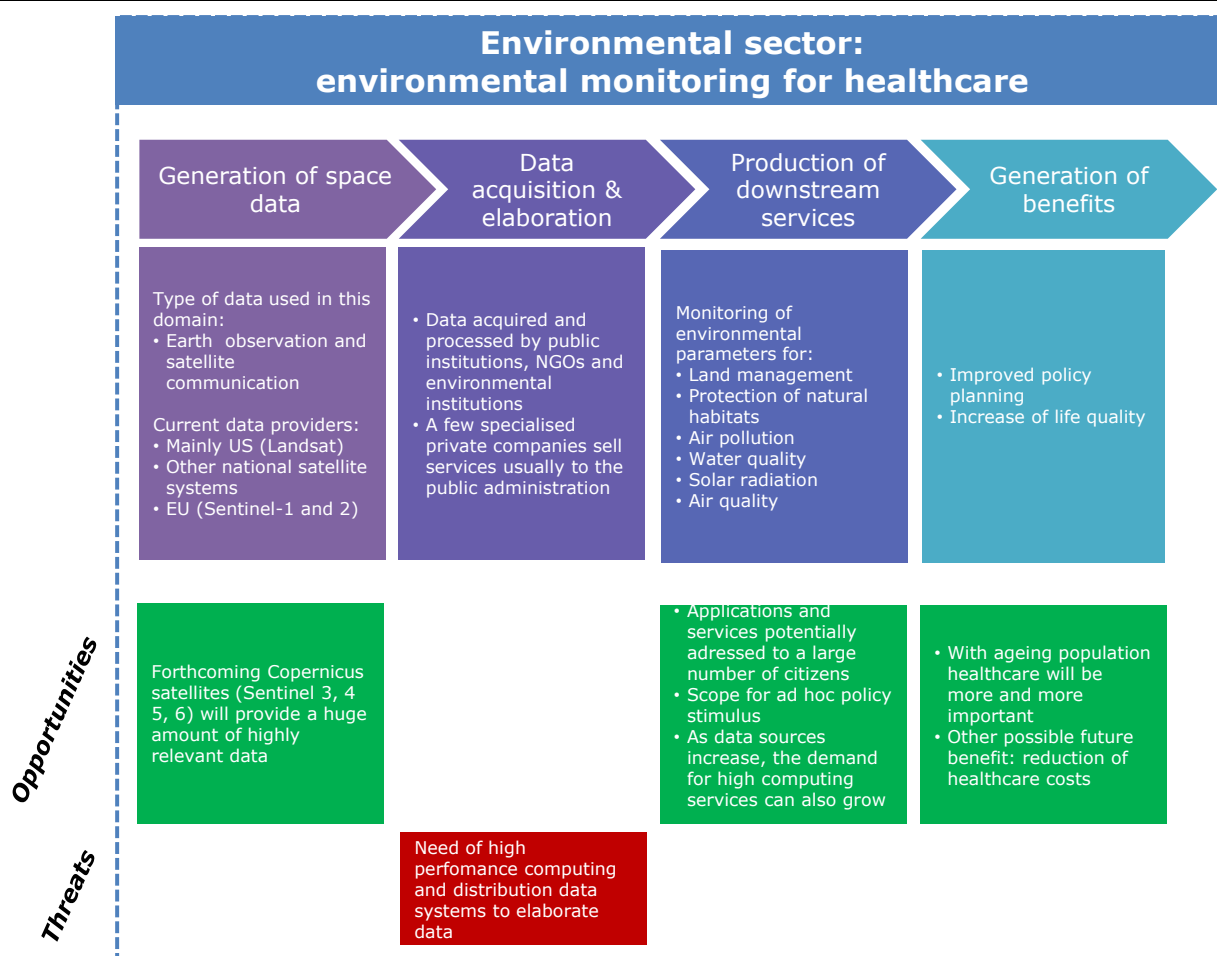 Environmental sector:
environmental monitoring for healthcare
Generation of space
data
Data
acquisition &
elaboration
Production of
downstream
services
Generation of
benefits
Type of data used in this
domain:
• Earth  observation and
satellite
communication
Current data providers:
• Mainly US (Landsat)
• Other national satellite
systems
• EU (Sentinel-1 and 2)
• Data acquired and
processed by public
institutions, NGOs and
environmental
institutions
• A few specialised
private companies sell
services usually to the
public administration
Monitoring of
environmental
parameters for:
• Land management
• Protection of natural
habitats
• Air pollution
• Water quality
• Solar radiation
• Air quality
• Improved policy
planning
• Increase of life quality
Opportunities
Forthcoming Copernicus
satellites (Sentinel 3, 4
5, 6) will provide a huge
amount of highly
relevant data
• Applications and
services potentially
adressed to a large
number of citizens
• Scope for ad hoc policy
stimulus
• As data sources
increase, the demand
for high computing
services can also grow
• With ageing population
healthcare will be
more and more
important
• Other possible future
benefit: reduction of
healthcare costs
Threats
Need of high
perfomance computing
and distribution data
systems to elaborate
data